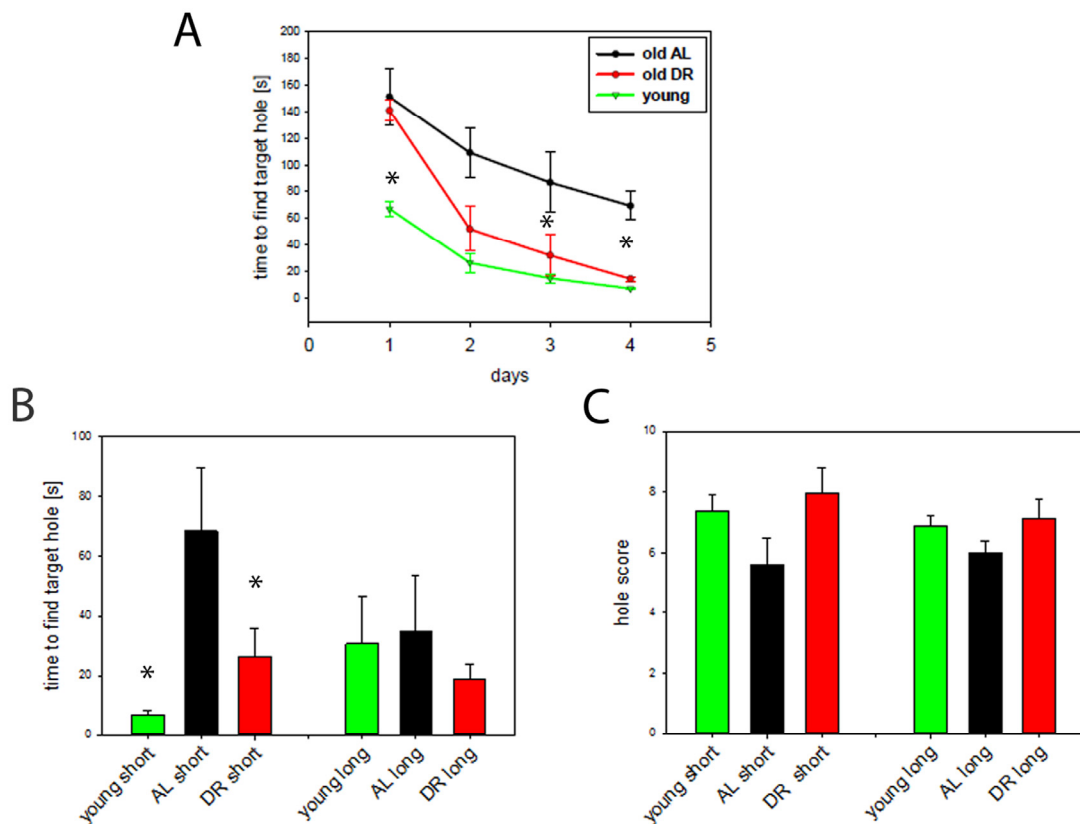 A
time to find target hole [s]
200
180
160
140
120
100
80
60
40
20
0
old AL
old DR
young
*
*
*
0 1 2 3 4 5
days
B
time to find target hole [s]
100
80
60
40
20
0
*
*
young short
AL short
DR short
young long
AL long
DR long
C
hole score
10
8
6
4
2
0
young short
AL short
DR short
young long
AL long
DR long